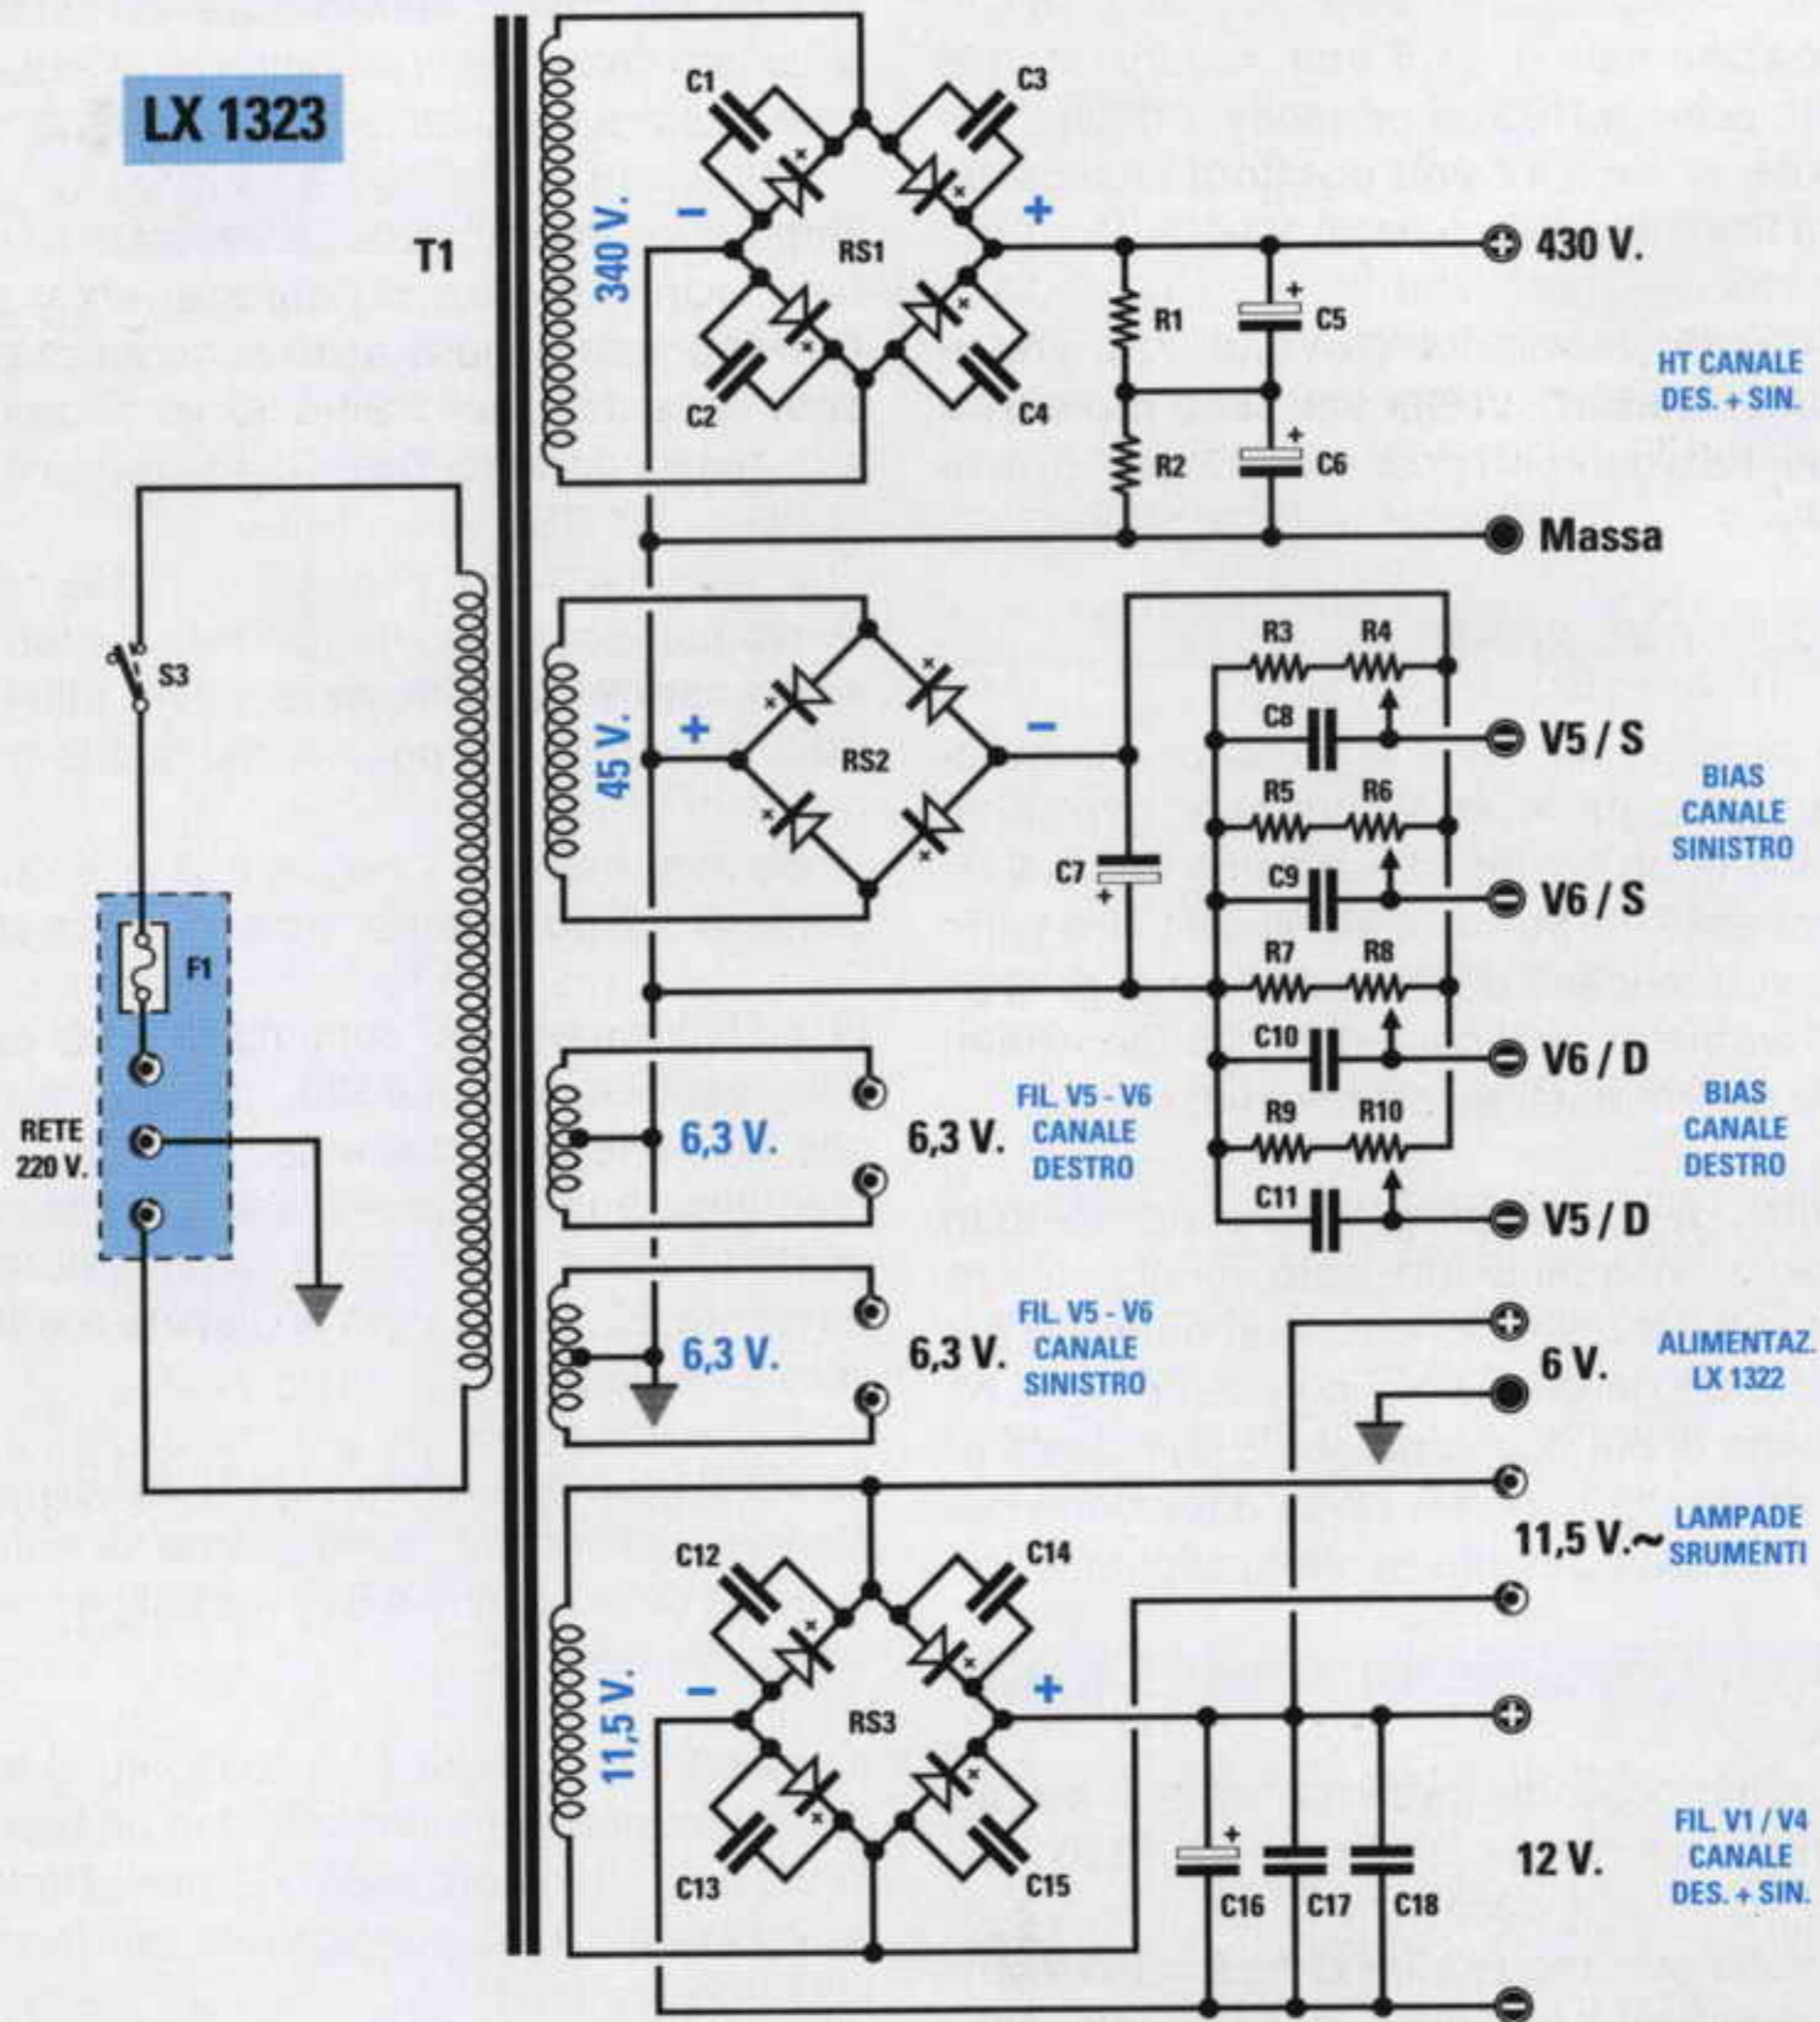 LX 1323
T1
340 V.
C1
C3
RS1
C2
C4
430 V.
R1
C5
R2
C6
HT CANALE
DES. + SIN.
Massa
S3
45 V.
RS2
C7
R3
R4
C8
V5 / S
R5
R6
C9
V6 / S
BIAS
CANALE
SINISTRO
R7
R8
C10
V6 / D
R9
R10
C11
V5 / D
BIAS
CANALE
DESTRO
F1
RETE
220 V.
6,3 V.
6,3 V.
FIL. V5 - V6
CANALE
DESTRO
6,3 V.
6,3 V.
FIL. V5 - V6
CANALE
SINISTRO
6 V.
ALIMENTAZ.
LX 1322
11,5 V.~
LAMPADE
SRUMENTI
11,5 V.
C12
C14
RS3
C13
C15
C16
C17
C18
12 V.
FIL. V1 / V4
CANALE
DES. + SIN.